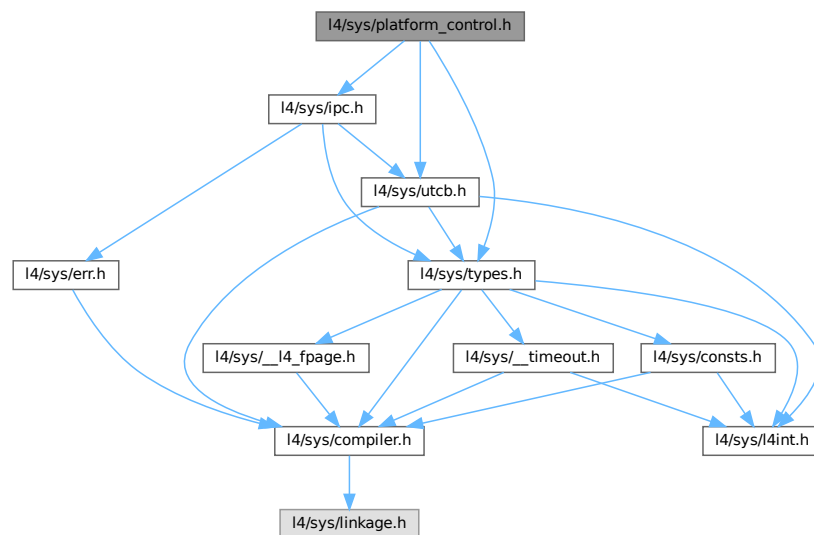 l4/sys/platform_control.h
l4/sys/ipc.h
l4/sys/utcb.h
l4/sys/err.h
l4/sys/types.h
l4/sys/__l4_fpage.h
l4/sys/__timeout.h
l4/sys/consts.h
l4/sys/compiler.h
l4/sys/l4int.h
l4/sys/linkage.h